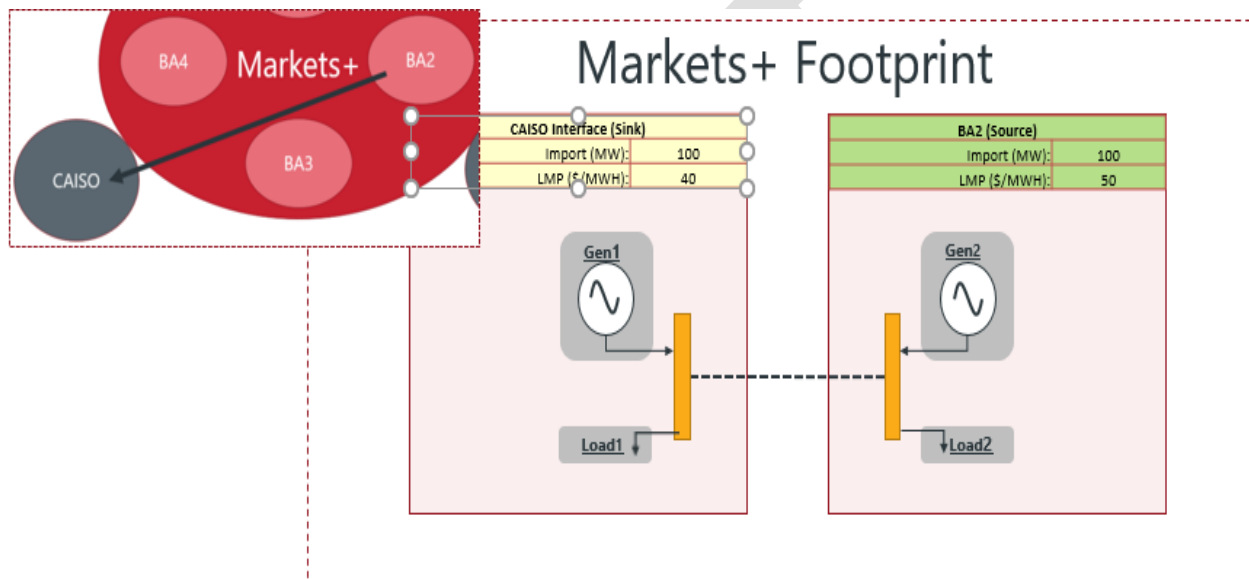 BA4
Markets+
BA2
BA3
CAISO
Markets+ Footprint
CAISO Interface (Sink)
Import (MW): 100
LMP ($/MWH): 40
Gen1
Load1
BA2 (Source)
Import (MW): 100
LMP ($/MWH): 50
Gen2
Load2